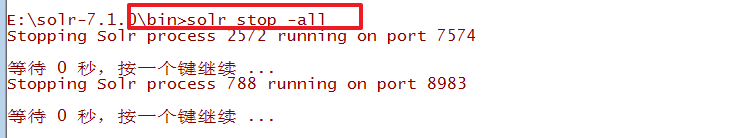 E:\solr-7.1.0\bin>solr stop -all
Stopping Solr process 2572 running on port 7574
等待 0 秒，按一个键继续 ...
Stopping Solr process 788 running on port 8983
等待 0 秒，按一个键继续 ...